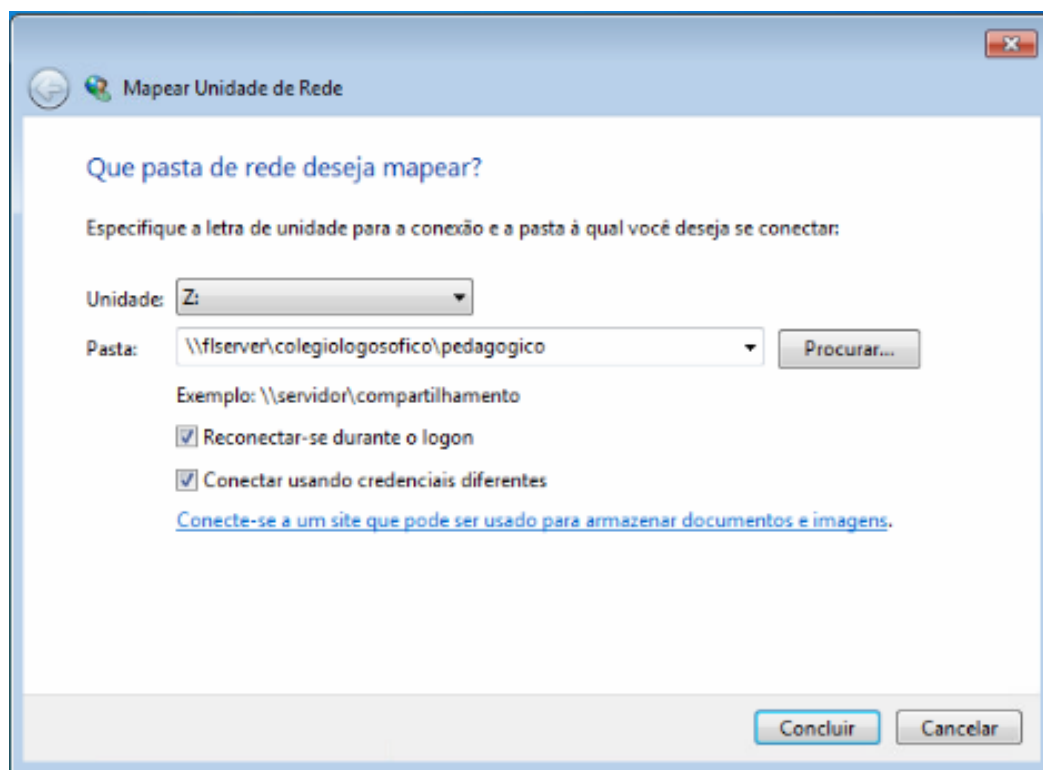 Mapear Unidade de Rede
Que pasta de rede deseja mapear?
Especifique a letra de unidade para a conexão e a pasta à qual você deseja se conectar:
Unidade: Z:
Pasta: \\flserver\colegiologosofico\pedagogico Procurar...
Exemplo: \\servidor\compartilhamento
Reconectar-se durante o logon
Conectar usando credenciais diferentes
Conecte-se a um site que pode ser usado para armazenar documentos e imagens.
Concluir Cancelar